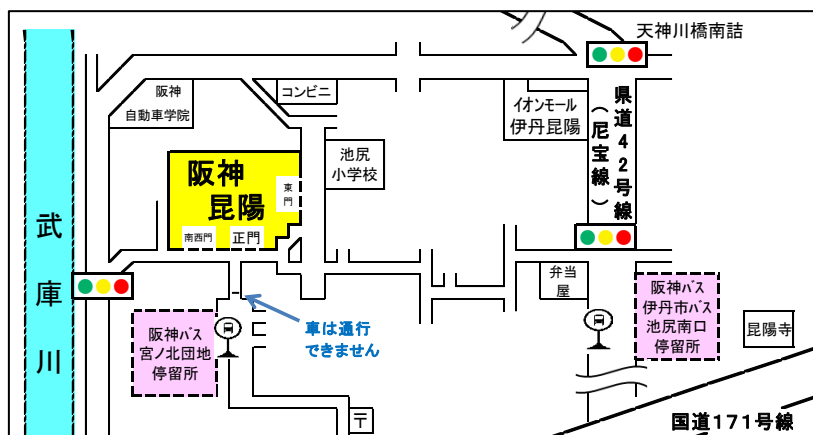 天神川橋南詰
阪神
自動車学院
コンビニ
イオンモール
伊丹昆陽
県道42号線
（尼宝線）
池尻
小学校
阪神
昆陽
東門
南西門
正門
武庫川
弁当
屋
阪神バス
伊丹市バス
池尻南口
停留所
昆陽寺
阪神バス
宮ノ北団地
停留所
車は通行
できません
〒
国道171号線